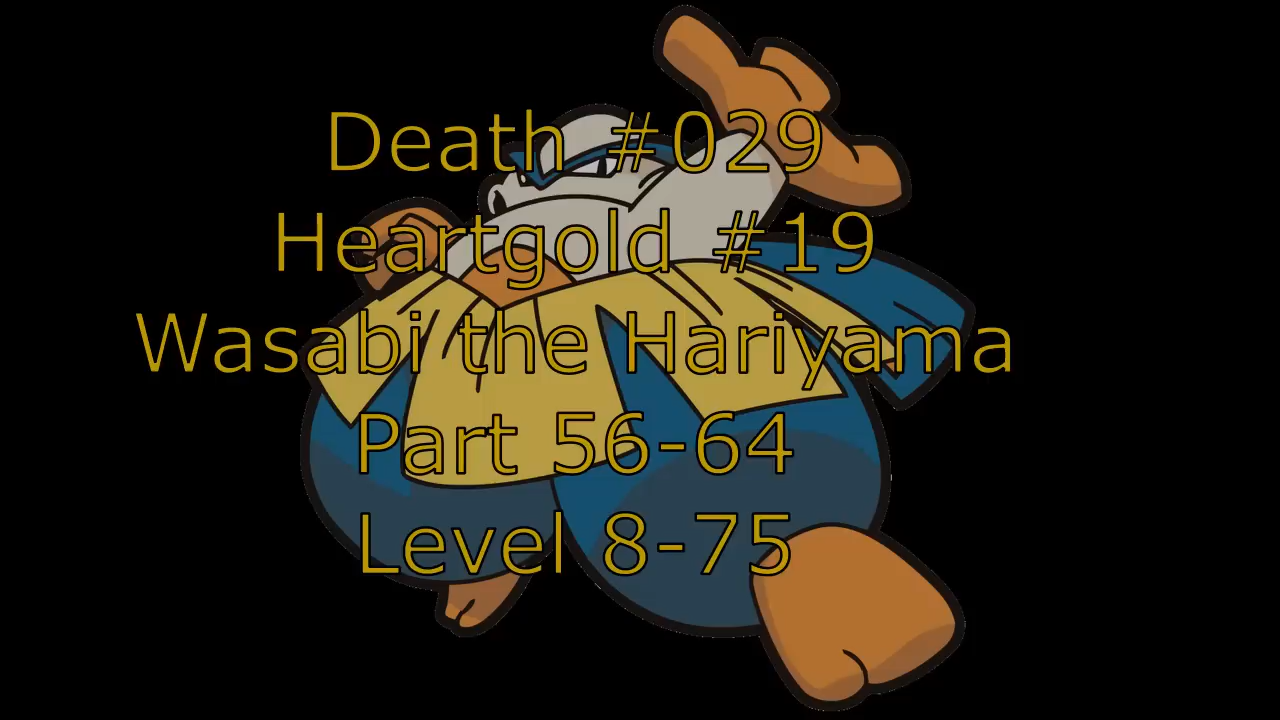 Death #029
Heartgold #19
Wasabi the Hariyama
Part 56-64
Level 8-75